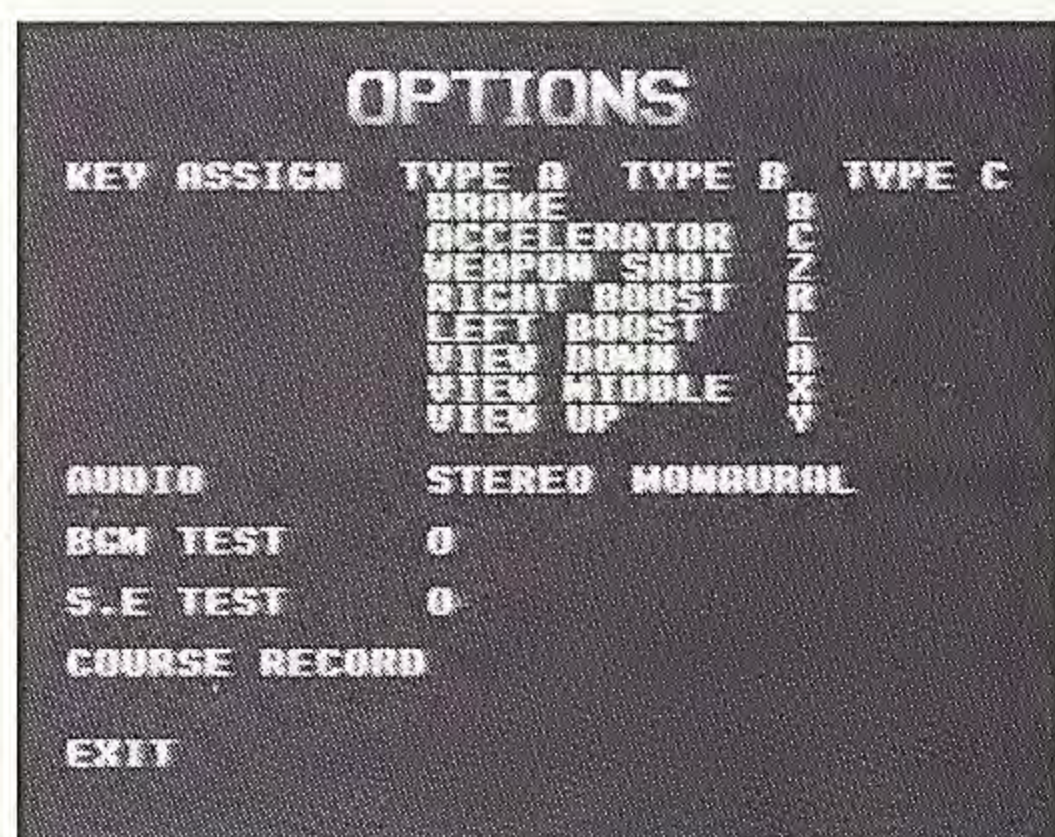 OPTIONS
KEY ASSIGN TYPE A TYPE B TYPE C
BRAKE B
ACCELERATOR C
WEAPON SHOT Z
RIGHT BOOST R
LEFT BOOST L
VIEW DOWN A
VIEW MIDDLE X
VIEW UP Y
AUDIO STEREO MONAURAL
BGM TEST 0
S.E TEST 0
COURSE RECORD
EXIT